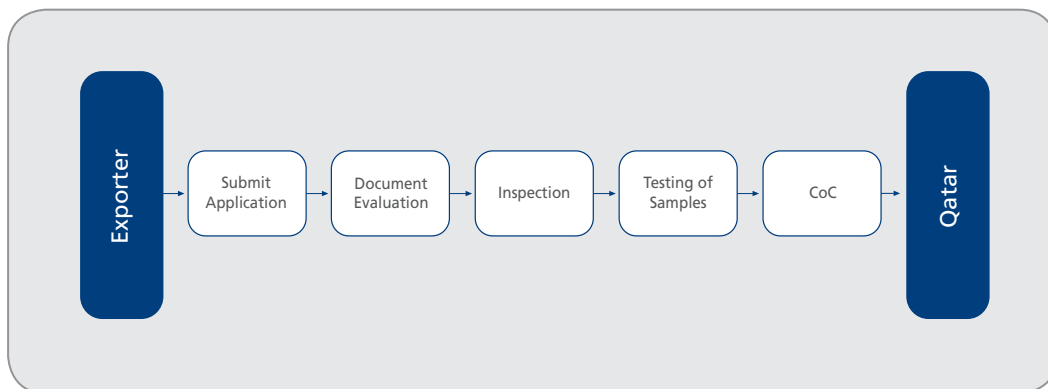 Exporter
Submit
Application
Document
Evaluation
Inspection
Testing of
Samples
CoC
Qatar